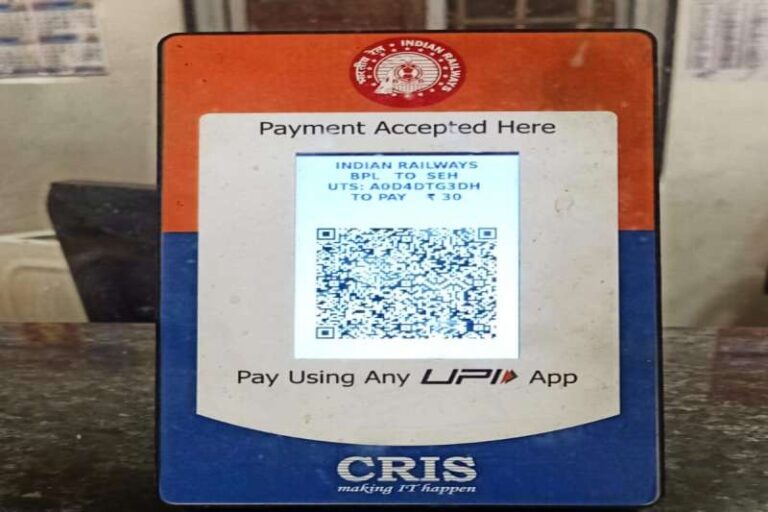 भारतीय रेल INDIAN RAILWAYS
Payment Accepted Here
INDIAN RAILWAYS
BPL TO SEH
UTS: A0D4DTG3DH
TO PAY ₹ 30
Pay Using Any UPI App
CRIS
making IT happen